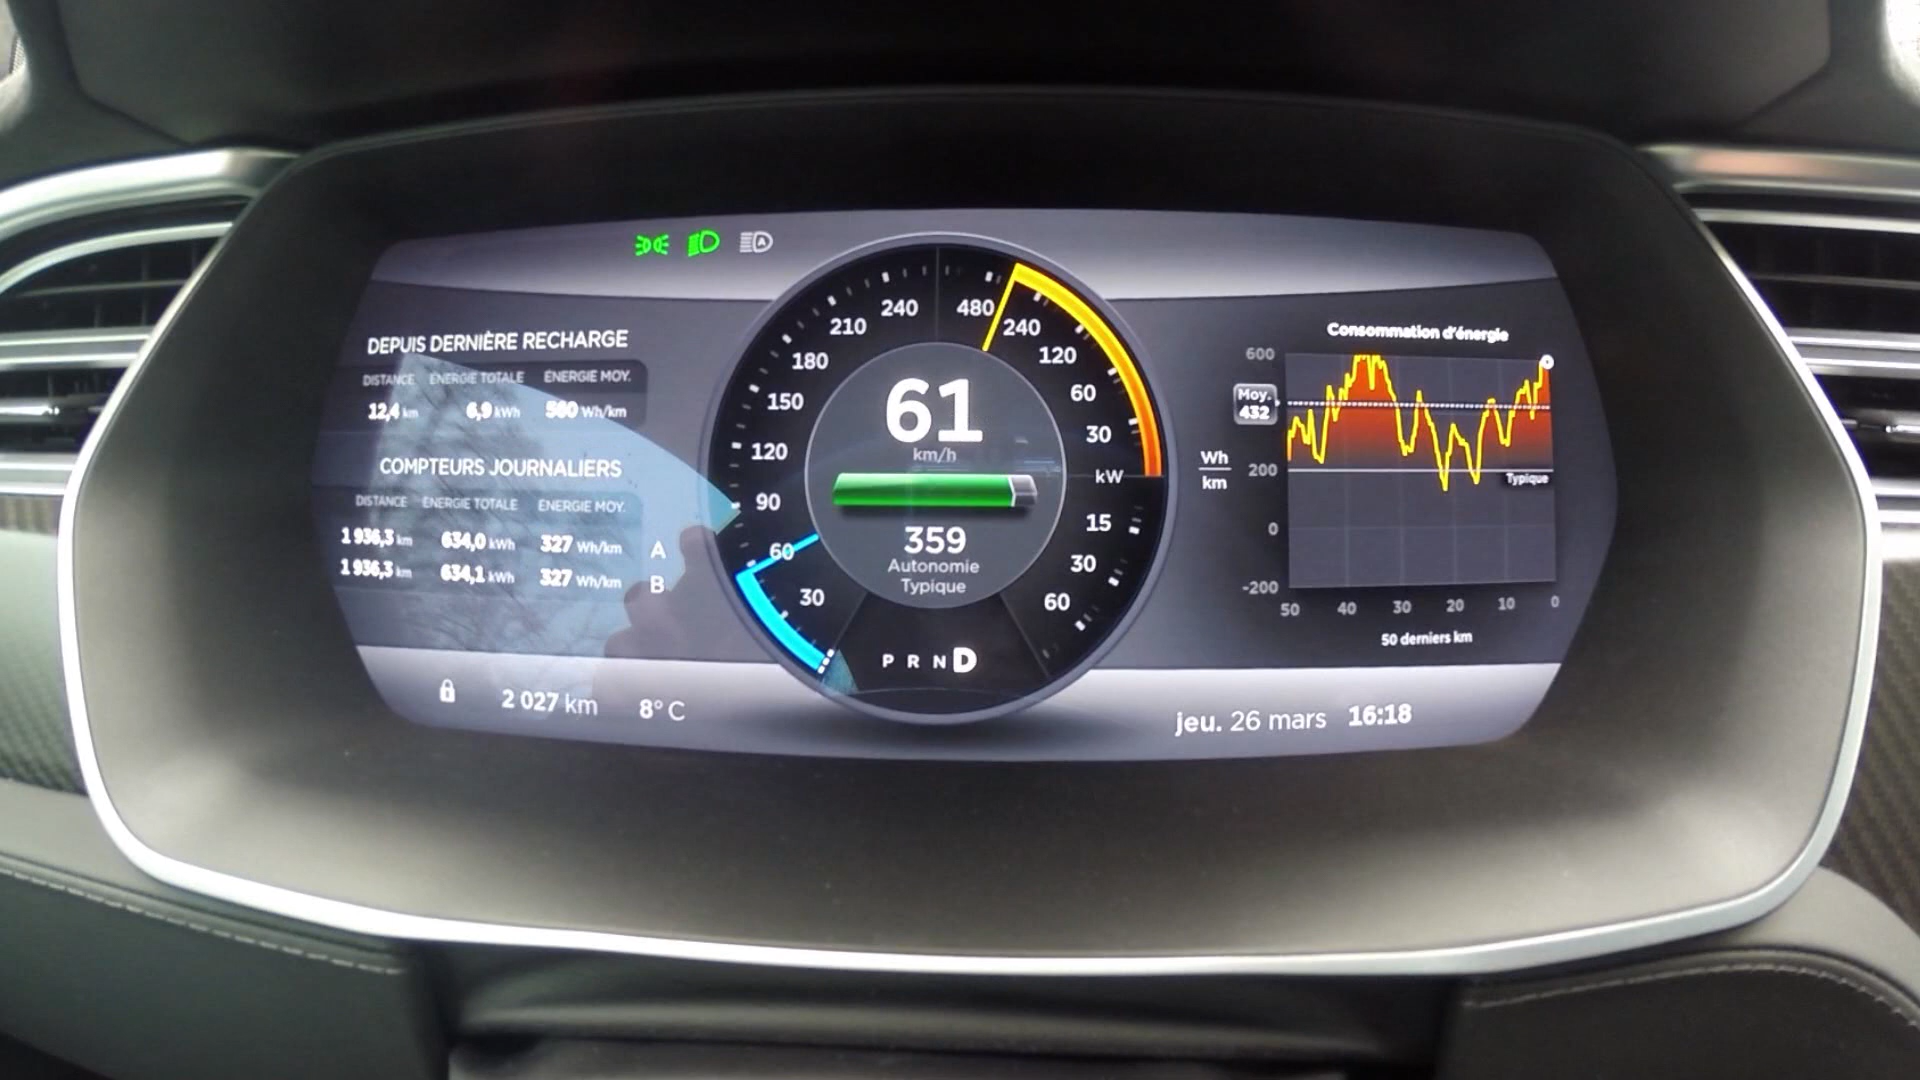 DEPUIS DERNIÈRE RECHARGE
DISTANCE ÉNERGIE TOTALE ÉNERGIE MOY.
12,4 km 6,9 kWh 560 Wh/km
COMPTEURS JOURNALIERS
DISTANCE ÉNERGIE TOTALE ÉNERGIE MOY.
1 936,3 km 634,0 kWh 327 Wh/km A
1 936,3 km 634,1 kWh 327 Wh/km B
2 027 km 8° C
240
210
180
150
120
90
60
30
480
240
120
60
30
kW
15
30
60
61
km/h
359
Autonomie
Typique
P R N D
Consommation d'énergie
600
Moy.
432
Wh
km
200
Typique
0
-200
50 40 30 20 10 0
50 derniers km
jeu. 26 mars 16:18
A